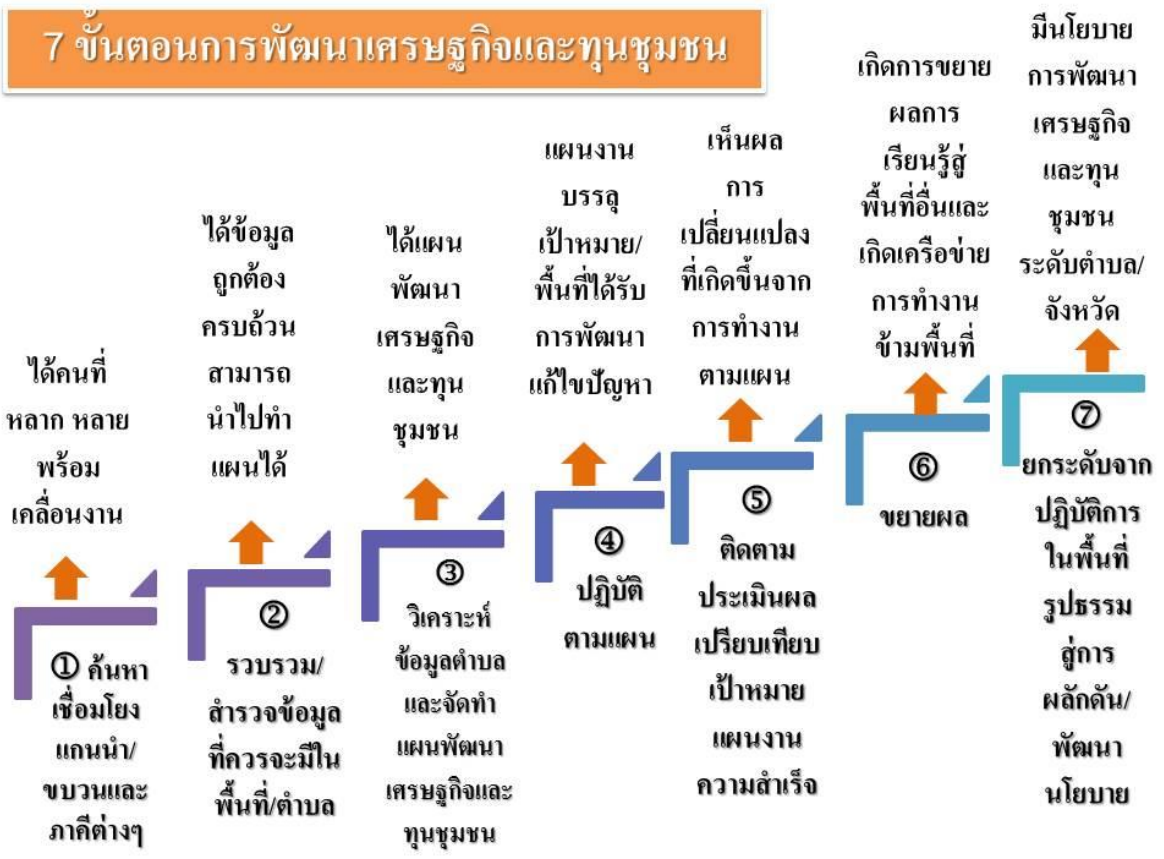 7 ขั้นตอนการพัฒนาเศรษฐกิจและทุนชุมชน
ได้คนที่
หลาก หลาย
พร้อม
เคลื่อนงาน
① ค้นหา
เชื่อมโยง
แกนนำ/
ขบวนและ
ภาคีต่างๆ
ได้ข้อมูล
ถูกต้อง
ครบถ้วน
สามารถ
นำไปทำ
แผนได้
②
รวบรวม/
สำรวจข้อมูล
ที่ควรจะมีใน
พื้นที่/ตำบล
ได้แผน
พัฒนา
เศรษฐกิจ
และทุน
ชุมชน
③
วิเคราะห์
ข้อมูลตำบล
และจัดทำ
แผนพัฒนา
เศรษฐกิจและ
ทุนชุมชน
แผนงาน
บรรลุ
เป้าหมาย/
พื้นที่ได้รับ
การพัฒนา
แก้ไขปัญหา
④
ปฏิบัติ
ตามแผน
เห็นผล
การ
เปลี่ยนแปลง
ที่เกิดขึ้นจาก
การทำงาน
ตามแผน
⑤
ติดตาม
ประเมินผล
เปรียบเทียบ
เป้าหมาย
แผนงาน
ความสำเร็จ
เกิดการขยาย
ผลการ
เรียนรู้สู่
พื้นที่อื่นและ
เกิดเครือข่าย
การทำงาน
ข้ามพื้นที่
⑥
ขยายผล
มีนโยบาย
การพัฒนา
เศรษฐกิจ
และทุน
ชุมชน
ระดับตำบล/
จังหวัด
⑦
ยกระดับจาก
ปฏิบัติการ
ในพื้นที่
รูปธรรม
สู่การ
ผลักดัน/
พัฒนา
นโยบาย